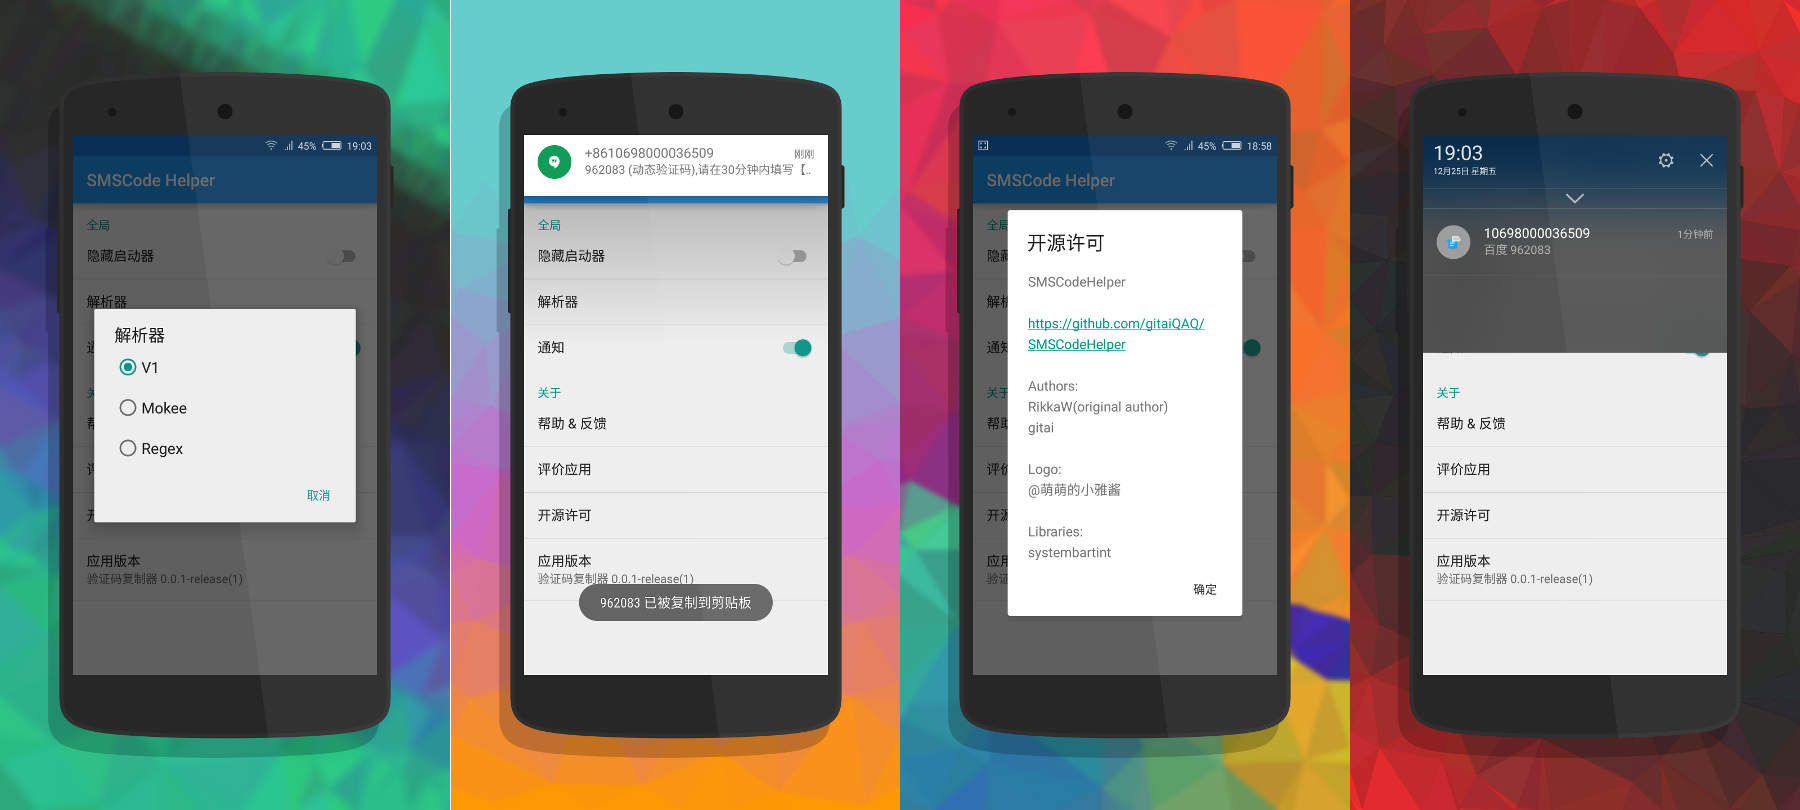 45% 19:03
SMSCode Helper
全局
隐藏启动器
解析器
解析器
V1
Mokee
Regex
取消
应用版本
验证码复制器 0.0.1-release(1)
+8610698000036509 刚刚
962083 (动态验证码),请在30分钟内填写【..
全局
隐藏启动器
解析器
通知
关于
帮助 & 反馈
评价应用
开源许可
应用版本
验证码复制器 0.0.1-release(1)
962083 已被复制到剪贴板
45% 18:58
SMSCode Helper
开源许可
SMSCodeHelper
https://github.com/gitaiQAQ/
SMSCodeHelper
Authors:
RikkaW(original author)
gitai
Logo:
@萌萌的小雅酱
Libraries:
systembartint
确定
19:03
12月25日 星期五
10698000036509 1分钟前
百度 962083
关于
帮助 & 反馈
评价应用
开源许可
应用版本
验证码复制器 0.0.1-release(1)